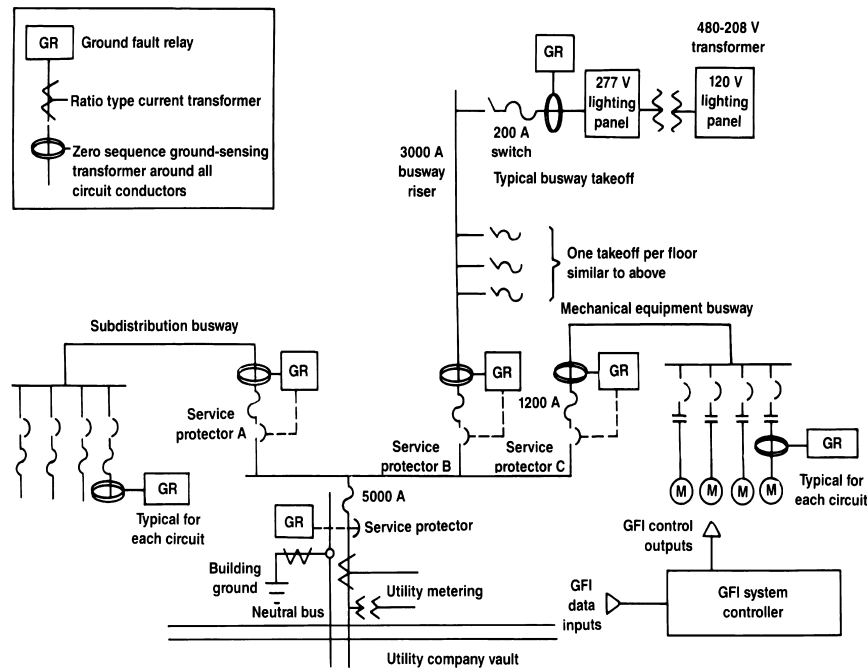 GR
Ground fault relay
Ratio type current transformer
Zero sequence ground-sensing
transformer around all
circuit conductors
480-208 V
transformer
GR
277 V
lighting
panel
120 V
lighting
panel
200 A
switch
3000 A
busway
riser
Typical busway takeoff
One takeoff per floor
similar to above
Mechanical equipment busway
Subdistribution busway
GR
GR
GR
1200 A
Service
protector A
Service
protector B
Service
protector C
GR
GR
M
M
M
M
Typical for
each circuit
Typical for
each circuit
5000 A
GR
Service protector
Building
ground
Neutral bus
Utility metering
GFI control
outputs
GFI
data
inputs
GFI system
controller
Utility company vault